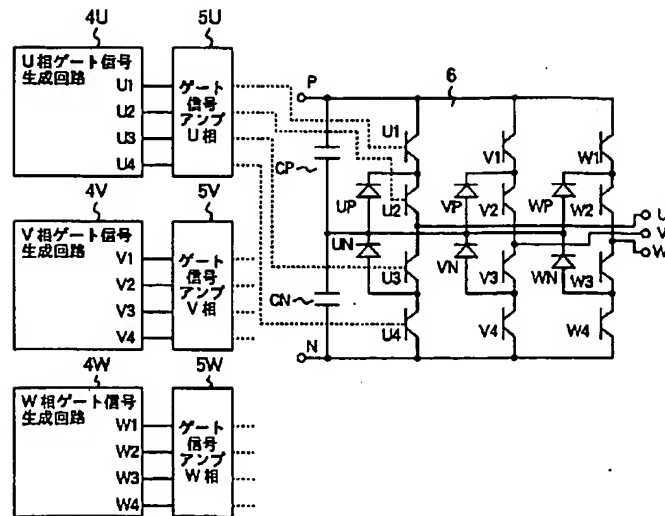 4U
5U
U相ゲート信号
生成回路
U1
U2
U3
U4
ゲート
信号
アンプ
U相
4V
5V
V相ゲート信号
生成回路
V1
V2
V3
V4
ゲート
信号
アンプ
V相
4W
5W
W相ゲート信号
生成回路
W1
W2
W3
W4
ゲート
信号
アンプ
W相
P
6
CP
CN
N
U1
UP
U2
UN
U3
U4
V1
VP
V2
VN
V3
V4
W1
WP
W2
WN
W3
W4
U
V
W